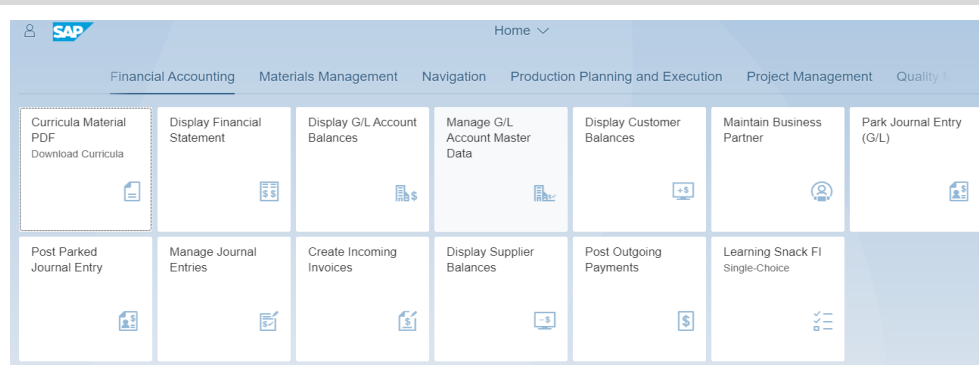 SAP
Home
Financial Accounting Materials Management Navigation Production Planning and Execution Project Management Quality
Curricula Material
PDF
Download Curricula
Display Financial
Statement
Display G/L Account
Balances
Manage G/L
Account Master
Data
Display Customer
Balances
Maintain Business
Partner
Park Journal Entry
(G/L)
Post Parked
Journal Entry
Manage Journal
Entries
Create Incoming
Invoices
Display Supplier
Balances
Post Outgoing
Payments
Learning Snack FI
Single-Choice